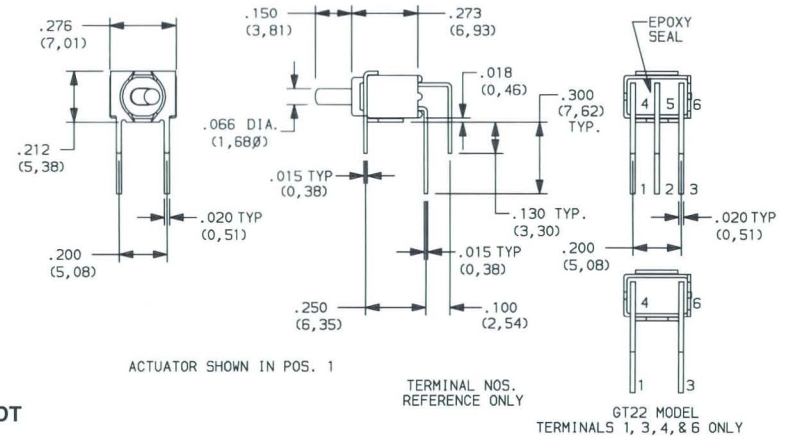 .276
(7,01)
.150
(3,81)
.273
(6,93)
EPOXY
SEAL
.018
(0,46)
.300
(7,62)
TYP.
4
5
6
.066 DIA.
(1,68Ø)
.212
(5,38)
.015 TYP
(0,38)
1
2
3
.020 TYP
(0,51)
.130 TYP.
(3,30)
.020 TYP
(0,51)
.200
(5,08)
.015 TYP
(0,38)
.200
(5,08)
.250
(6,35)
.100
(2,54)
4
6
ACTUATOR SHOWN IN POS. 1
TERMINAL NOS.
REFERENCE ONLY
1
3
GT22 MODEL
TERMINALS 1, 3, 4, & 6 ONLY
OT